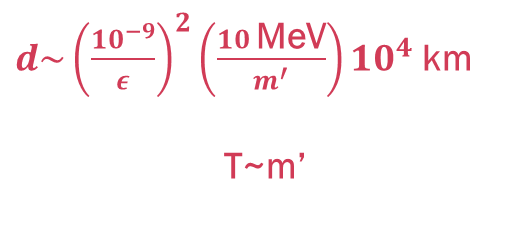 d~ (10⁻⁹/ϵ)² (10 MeV/m′) 10⁴ km
T~m’